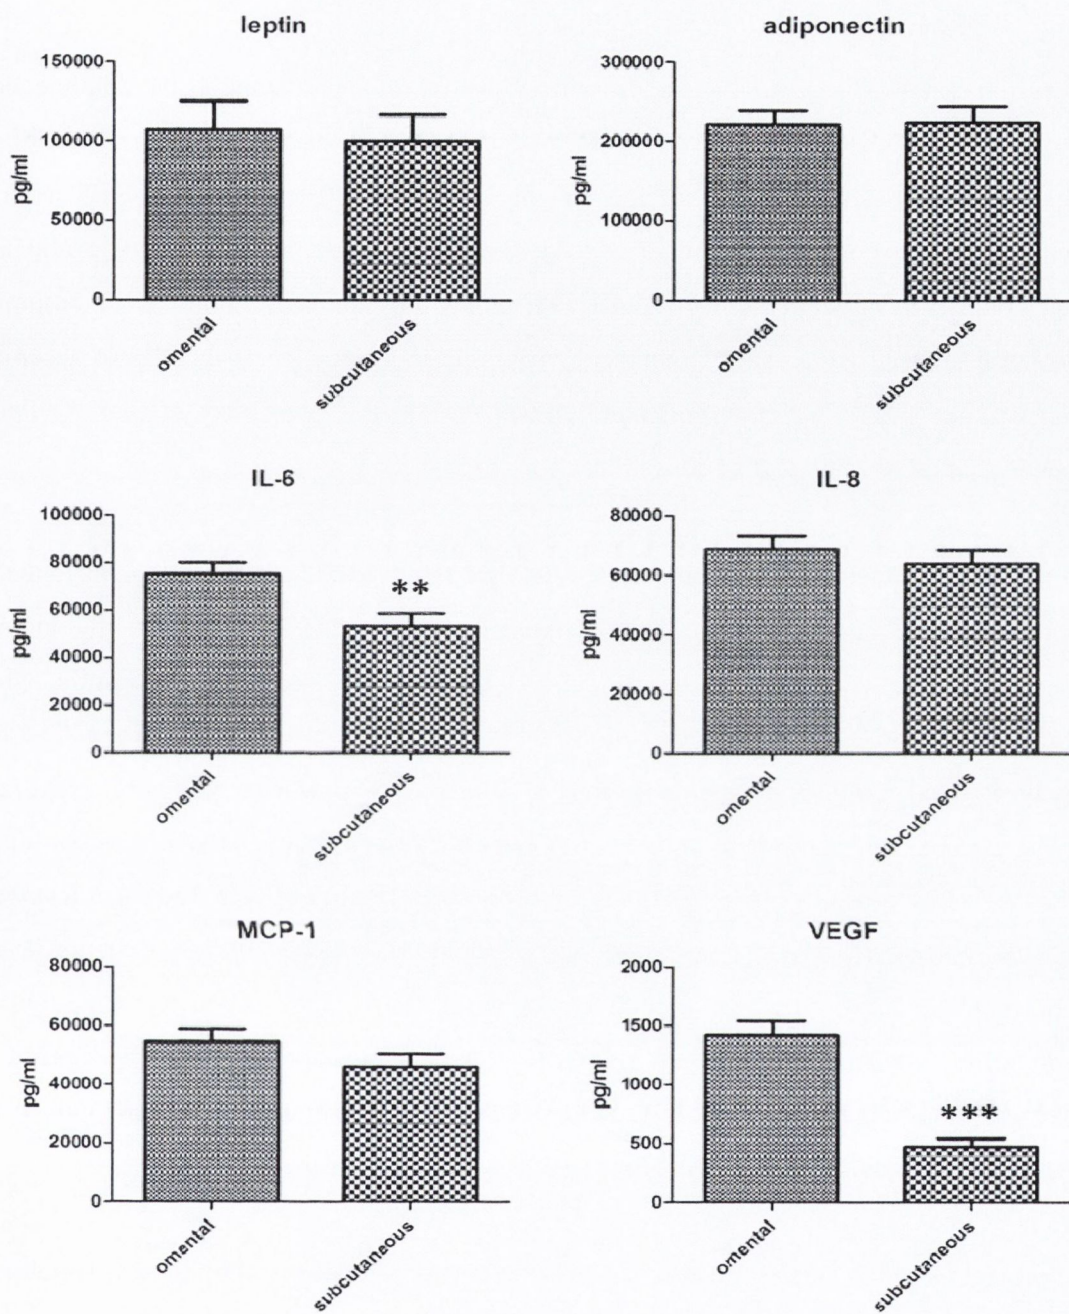 leptin
150000
100000
50000
0
pg/ml
omental
subcutaneous
adiponectin
300000
200000
100000
0
pg/ml
omental
subcutaneous
IL-6
100000
80000
60000
40000
20000
0
pg/ml
**
omental
subcutaneous
IL-8
80000
60000
40000
20000
0
pg/ml
omental
subcutaneous
MCP-1
80000
60000
40000
20000
0
pg/ml
omental
subcutaneous
VEGF
2000
1500
1000
500
0
pg/ml
***
omental
subcutaneous